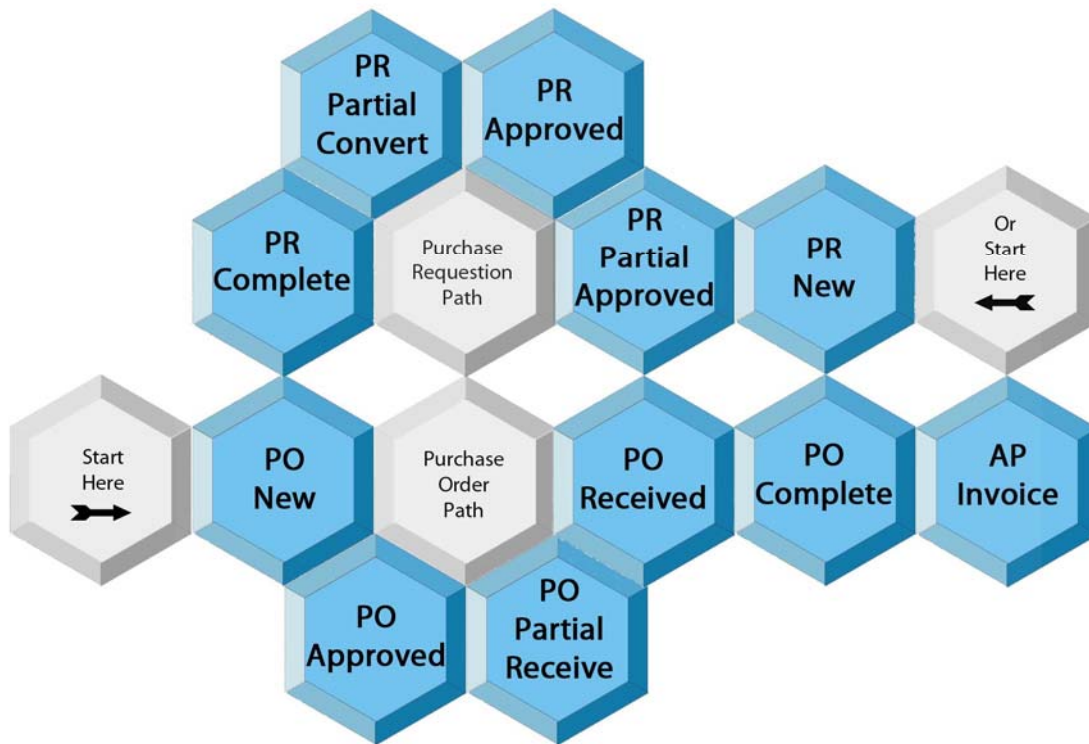 PR
Partial
Convert
PR
Approved
PR
Complete
Purchase
Requestion
Path
PR
Partial
Approved
PR
New
Or
Start
Here
Start
Here
PO
New
Purchase
Order
Path
PO
Received
PO
Complete
AP
Invoice
PO
Approved
PO
Partial
Receive